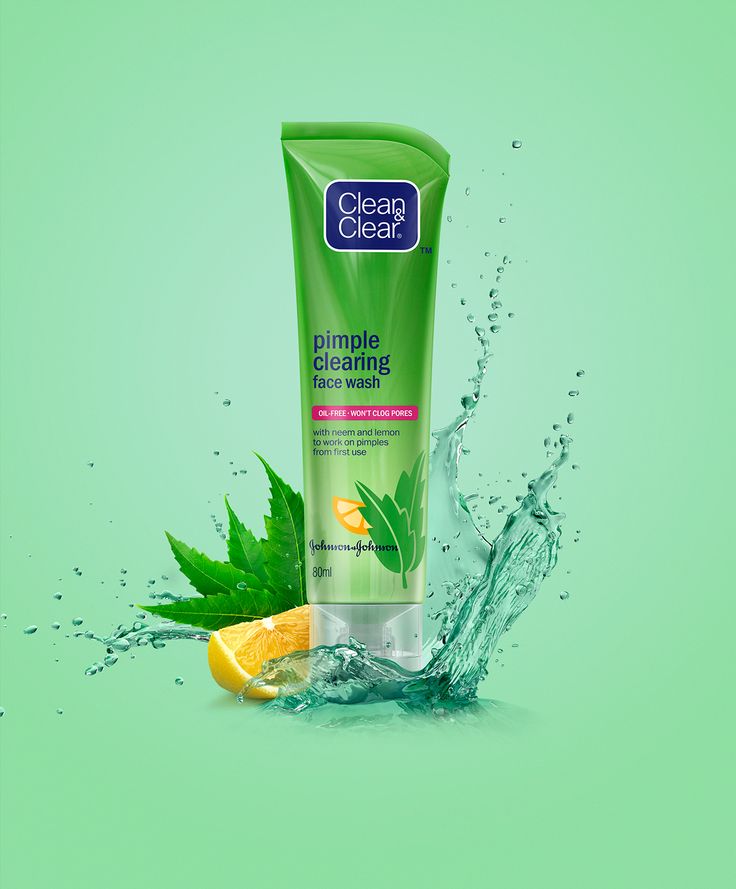 Clean &
Clear®
TM
pimple
clearing
face wash
OIL-FREE · WON'T CLOG PORES
with neem and lemon
to work on pimples
from first use
Johnson & Johnson
80ml